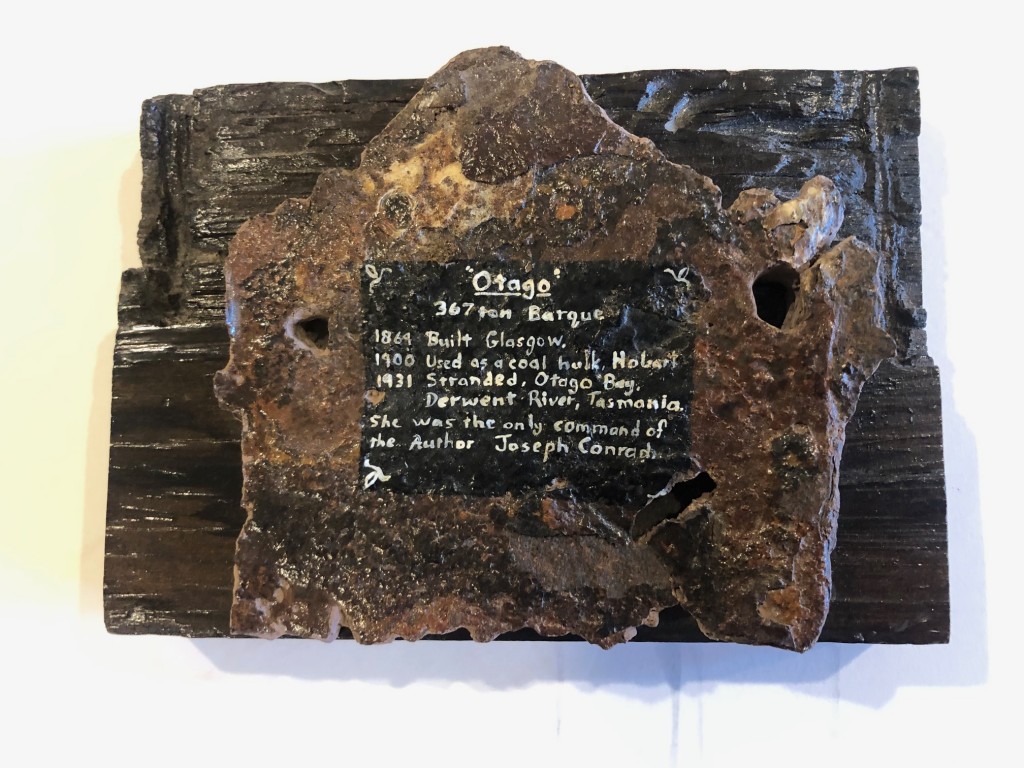 "Otago"
367 ton Barque
1869 Built Glasgow.
1900 Used as a coal hulk, Hobart
1931 Stranded, Otago Bay,
Derwent River, Tasmania.
She was the only command of
the Author Joseph Conrad.